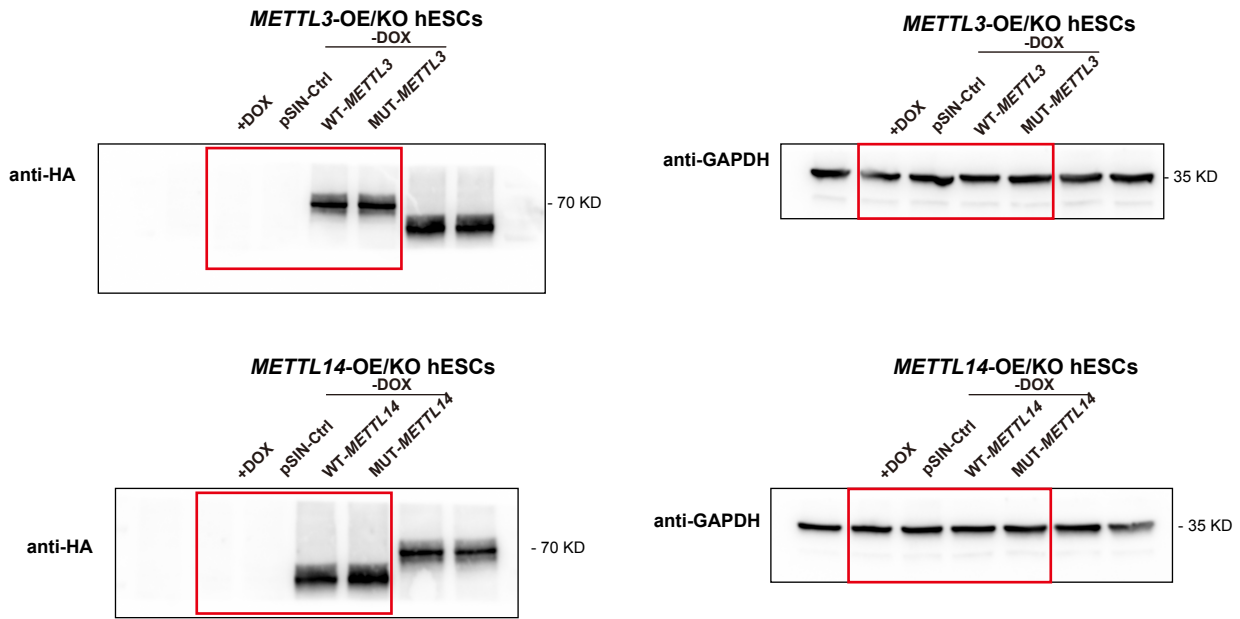 METTL3-OE/KO hESCs
-DOX
+DOX
pSIN-Ctrl
WT-METTL3
MUT-METTL3
anti-HA
- 70 KD
METTL3-OE/KO hESCs
-DOX
+DOX
pSIN-Ctrl
WT-METTL3
MUT-METTL3
anti-GAPDH
- 35 KD
METTL14-OE/KO hESCs
-DOX
+DOX
pSIN-Ctrl
WT-METTL14
MUT-METTL14
anti-HA
- 70 KD
METTL14-OE/KO hESCs
-DOX
+DOX
pSIN-Ctrl
WT-METTL14
MUT-METTL14
anti-GAPDH
- 35 KD